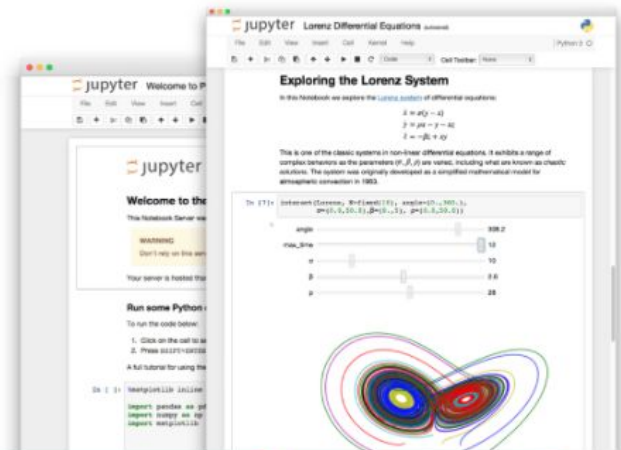 jupyter Lorenz Differential Equations
File Edit View Insert Cell Kernel Help Python 3
Code Cell Toolbar: None
Exploring the Lorenz System
In this Notebook we explore the Lorenz system of differential equations:
ẋ = σ(y − x)
ẏ = ρx − y − xz
ż = −βz + xy
This is one of the classic systems in non-linear differential equations. It exhibits a range of
complex behaviors as the parameters (σ, β, ρ) are varied, including what are known as chaotic
solutions. The system was originally developed as a simplified mathematical model for
atmospheric convection in 1963.
In [7]: interact(Lorenz, N=fixed(10), angle=(0.,360.),
σ=(0.0,50.0),β=(0.,5), ρ=(0.0,50.0))
angle 308.2
max_time 12
σ 10
β 2.6
ρ 28
jupyter Welcome to P
File Edit View Insert Cell
jupyter
Welcome to the
This Notebook Server was
WARNING
Don't rely on this server
Your server is hosted
Run some Python
To run the code below:
1. Click on the cell to
2. Press SHIFT+ENTER
A full tutorial for using the
In [ ]: %matplotlib inline
import pandas as pd
import numpy as np
import matplotlib